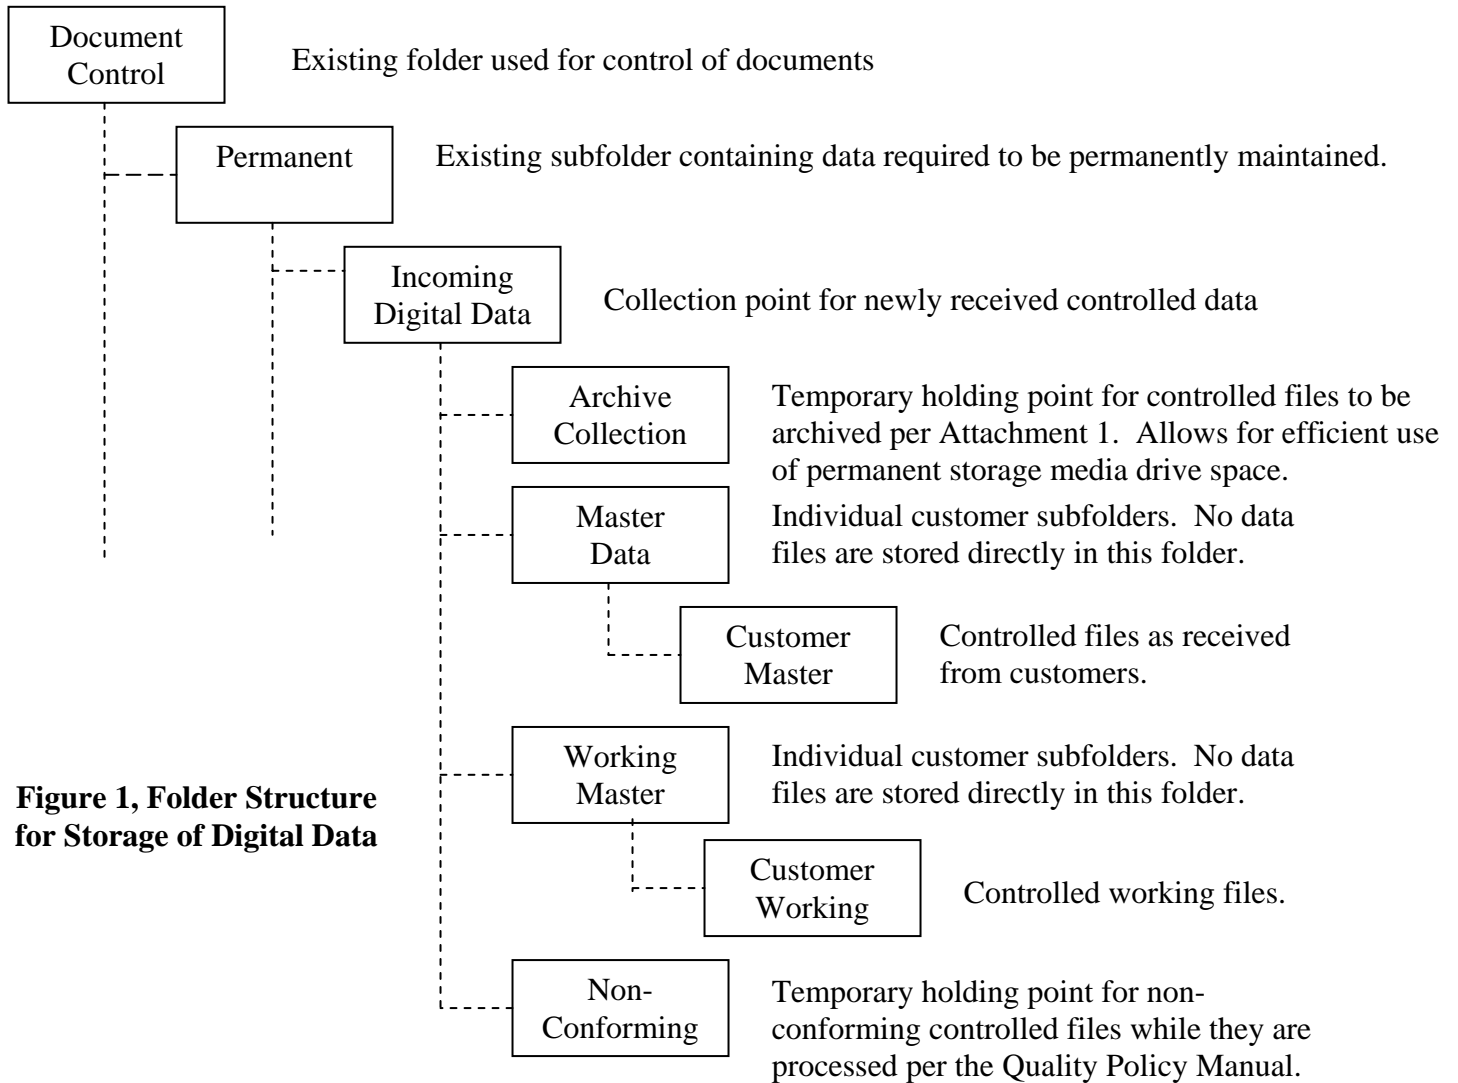 Document
Control
Existing folder used for control of documents
Permanent
Existing subfolder containing data required to be permanently maintained.
Incoming
Digital Data
Collection point for newly received controlled data
Archive
Collection
Temporary holding point for controlled files to be
archived per Attachment 1.  Allows for efficient use
of permanent storage media drive space.
Master
Data
Individual customer subfolders.  No data
files are stored directly in this folder.
Customer
Master
Controlled files as received
from customers.
Working
Master
Individual customer subfolders.  No data
files are stored directly in this folder.
Figure 1, Folder Structure
for Storage of Digital Data
Customer
Working
Controlled working files.
Non-
Conforming
Temporary holding point for non-
conforming controlled files while they are
processed per the Quality Policy Manual.